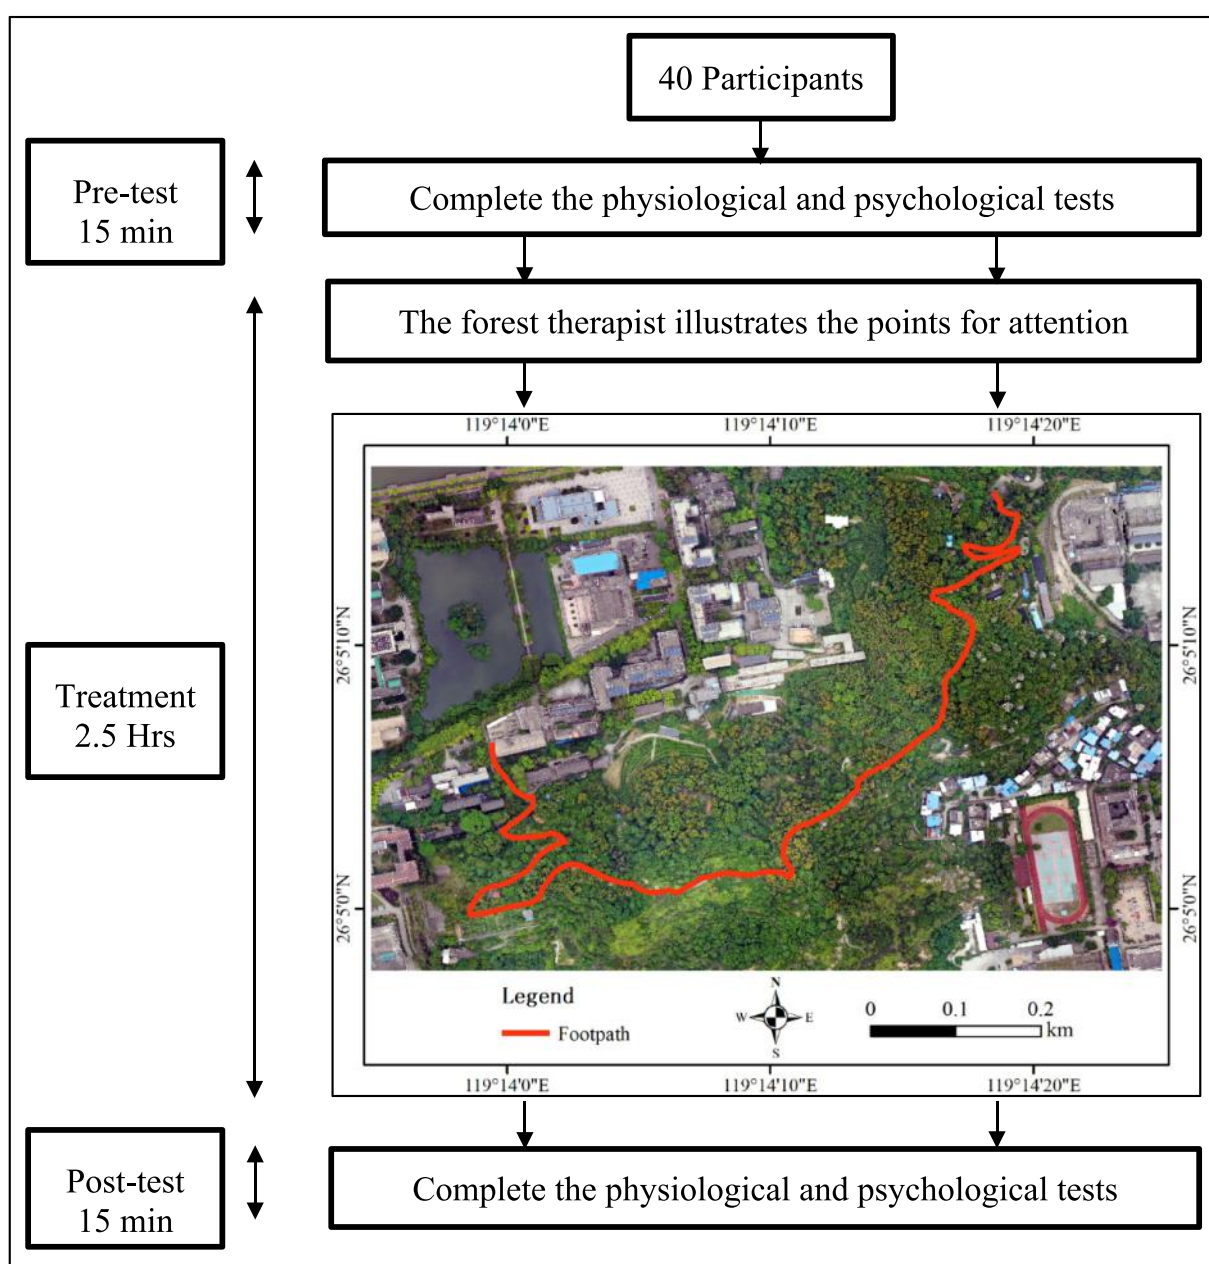 40 Participants
Pre-test
15 min
Complete the physiological and psychological tests
The forest therapist illustrates the points for attention
Treatment
2.5 Hrs
119°14'0"E
119°14'10"E
119°14'20"E
26°5'10"N
26°5'10"N
26°5'0"N
26°5'0"N
Legend
Footpath
N
W
E
S
0
0.1
0.2
km
119°14'0"E
119°14'10"E
119°14'20"E
Post-test
15 min
Complete the physiological and psychological tests